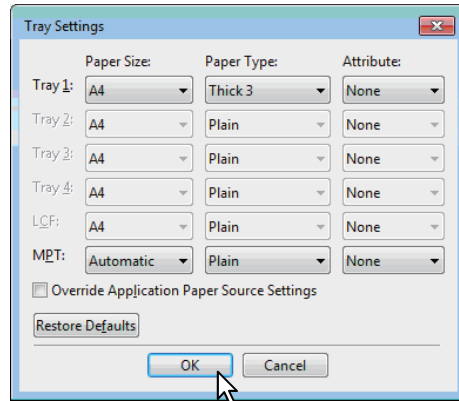 Tray Settings
Paper Size: Paper Type: Attribute:
Tray 1: A4 Thick 3 None
Tray 2: A4 Plain None
Tray 3: A4 Plain None
Tray 4: A4 Plain None
LCF: A4 Plain None
MPT: Automatic Plain None
Override Application Paper Source Settings
Restore Defaults
OK Cancel